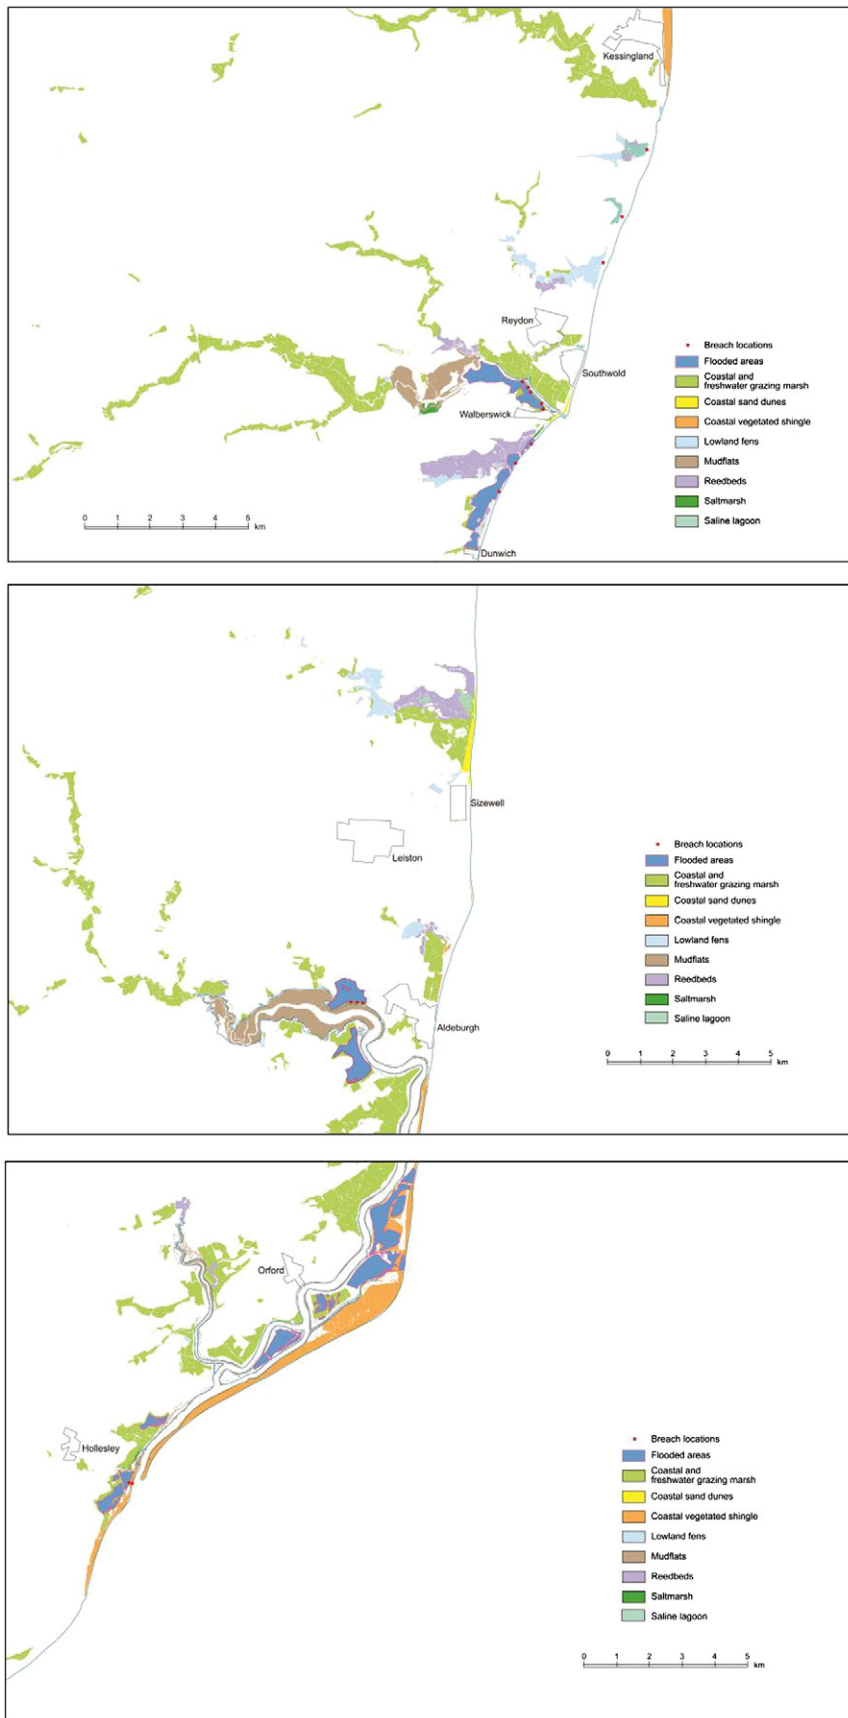 Kessingland
Reydon
Southwold
Walberswick
Dunwich
Breach locations
Flooded areas
Coastal and
freshwater grazing marsh
Coastal sand dunes
Coastal vegetated shingle
Lowland fens
Mudflats
Reedbeds
Saltmarsh
Saline lagoon
0 1 2 3 4 5
km
Sizewell
Leiston
Aldeburgh
Breach locations
Flooded areas
Coastal and
freshwater grazing marsh
Coastal sand dunes
Coastal vegetated shingle
Lowland fens
Mudflats
Reedbeds
Saltmarsh
Saline lagoon
0 1 2 3 4 5
km
Orford
Hollesley
Breach locations
Flooded areas
Coastal and
freshwater grazing marsh
Coastal sand dunes
Coastal vegetated shingle
Lowland fens
Mudflats
Reedbeds
Saltmarsh
Saline lagoon
0 1 2 3 4 5
km